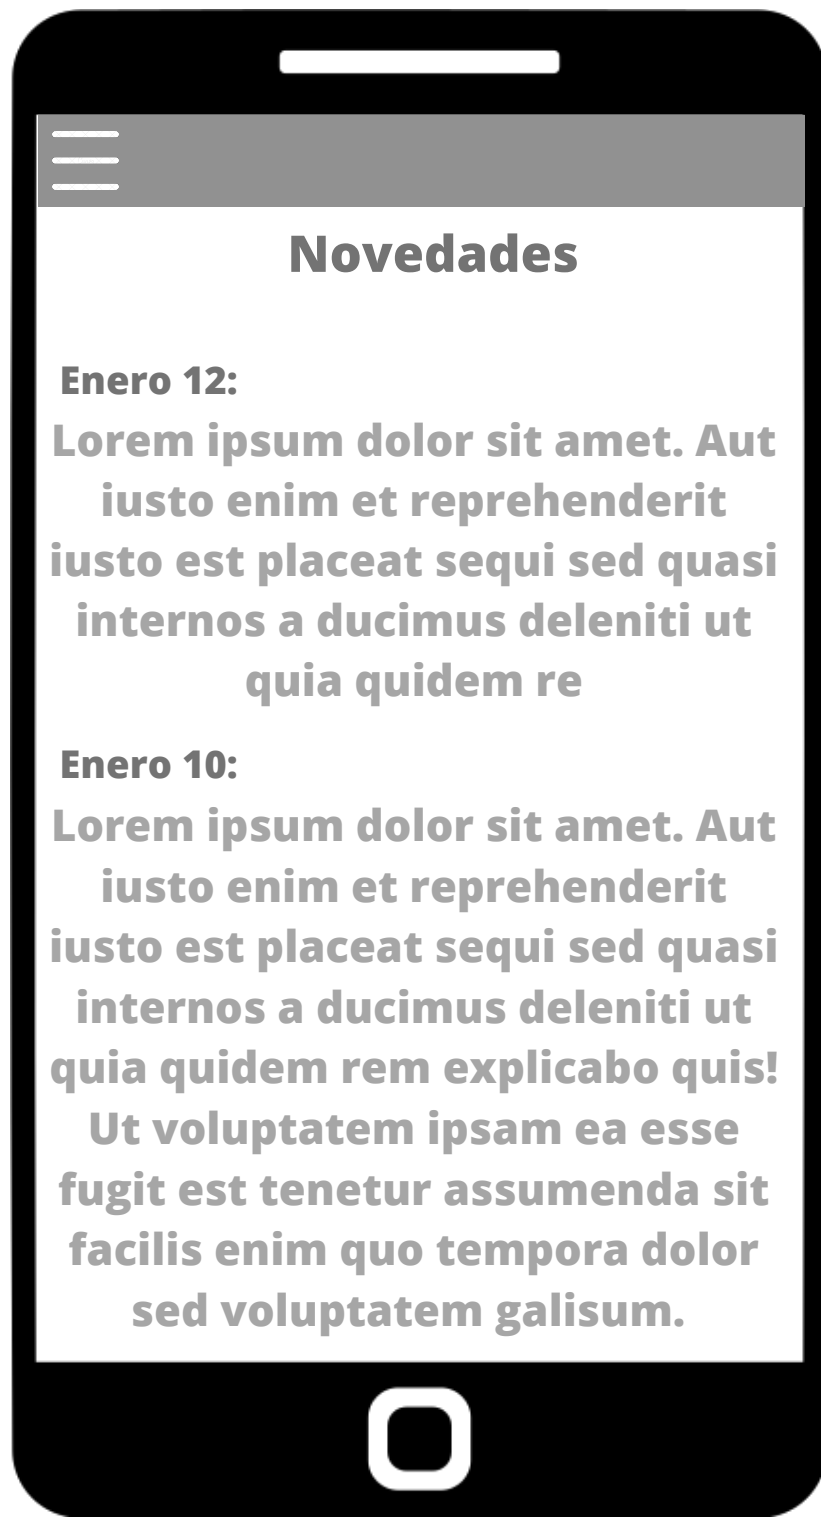 Novedades
Enero 12:
Lorem ipsum dolor sit amet. Aut
iusto enim et reprehenderit
iusto est placeat sequi sed quasi
internos a ducimus deleniti ut
quia quidem re
Enero 10:
Lorem ipsum dolor sit amet. Aut
iusto enim et reprehenderit
iusto est placeat sequi sed quasi
internos a ducimus deleniti ut
quia quidem rem explicabo quis!
Ut voluptatem ipsam ea esse
fugit est tenetur assumenda sit
facilis enim quo tempora dolor
sed voluptatem galisum.